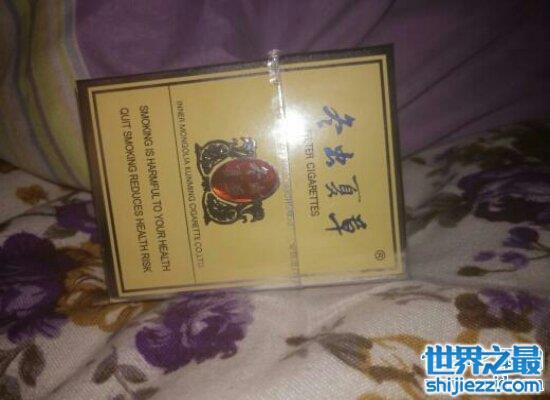 冬虫夏草
®
FILTER CIGARETTES
INNER MONGOLIA KUNMING CIGARETTE CO.LTD.
SMOKING IS HARMFUL TO YOUR HEALTH
QUIT SMOKING REDUCES HEALTH RISK
世界之最
shijiezz.com